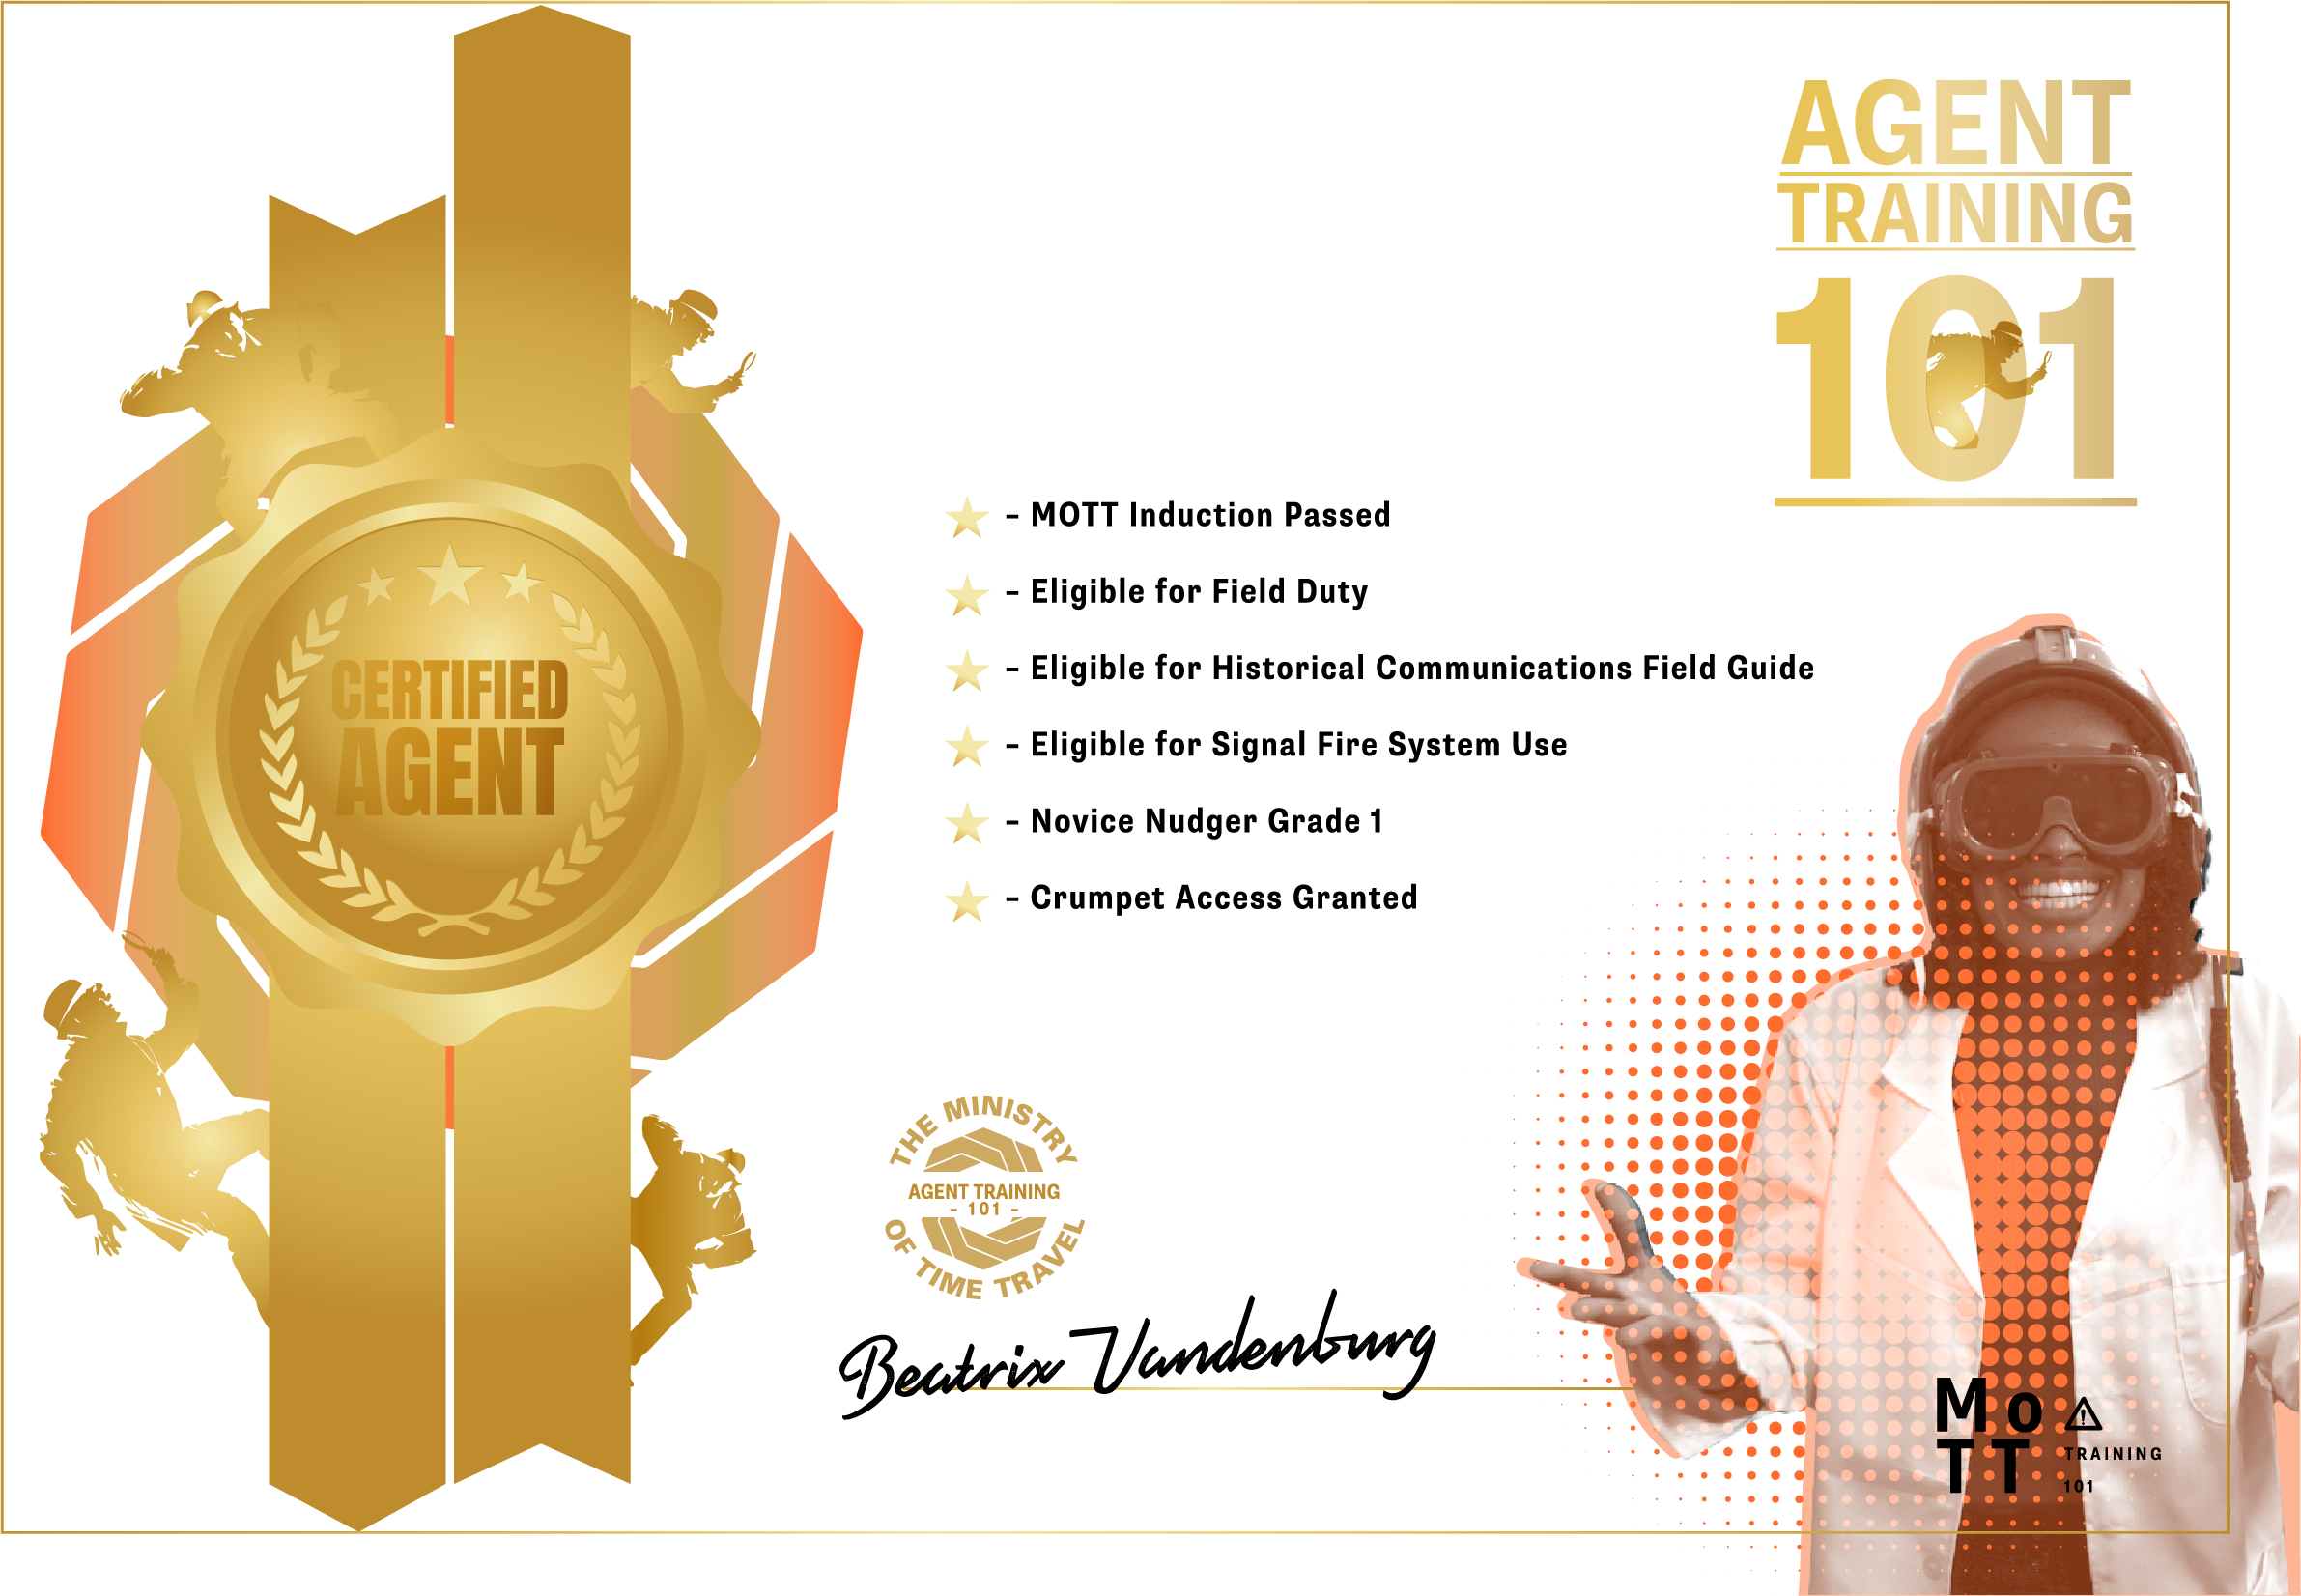 AGENT
TRAINING
101
CERTIFIED
AGENT
– MOTT Induction Passed
– Eligible for Field Duty
– Eligible for Historical Communications Field Guide
– Eligible for Signal Fire System Use
– Novice Nudger Grade 1
– Crumpet Access Granted
THE MINISTRY
AGENT TRAINING
- 101 -
OF TIME TRAVEL
Beatrix Vandenburg
Mo
TT
TRAINING
101